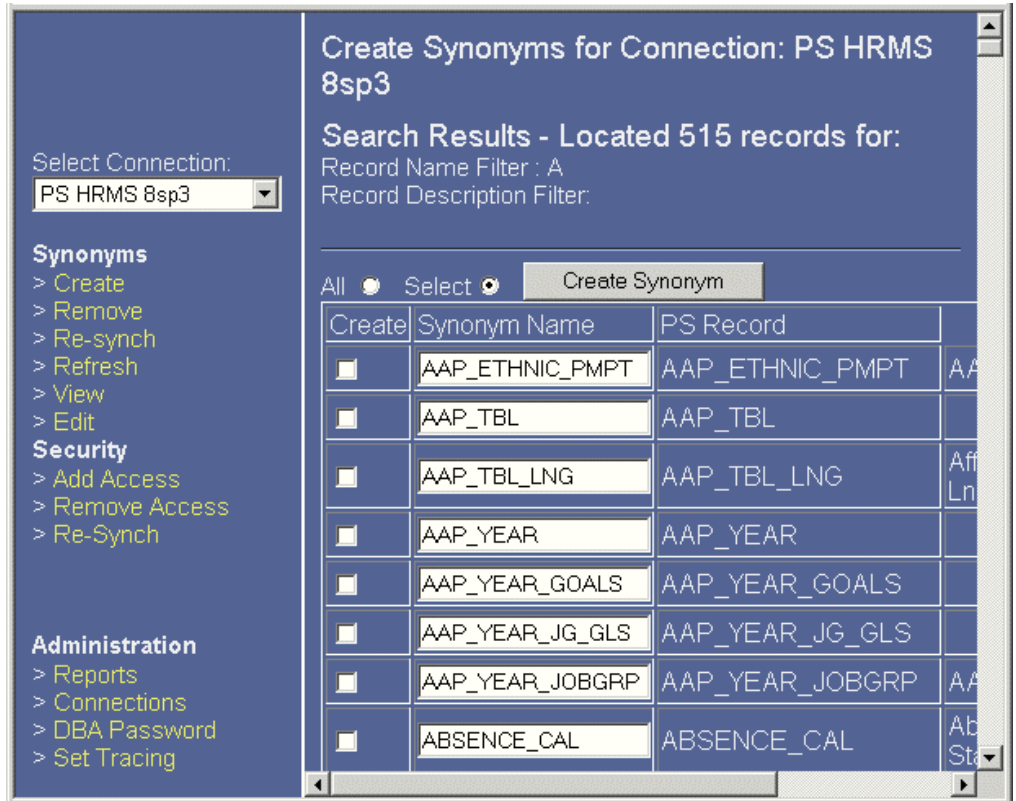 Select Connection:
PS HRMS 8sp3
Synonyms
> Create
> Remove
> Re-synch
> Refresh
> View
> Edit
Security
> Add Access
> Remove Access
> Re-Synch
Administration
> Reports
> Connections
> DBA Password
> Set Tracing
Create Synonyms for Connection: PS HRMS
8sp3
Search Results - Located 515 records for:
Record Name Filter : A
Record Description Filter:
All Select Create Synonym
Create Synonym Name PS Record
AAP_ETHNIC_PMPT AAP_ETHNIC_PMPT
AAP_TBL AAP_TBL
AAP_TBL_LNG AAP_TBL_LNG
AAP_YEAR AAP_YEAR
AAP_YEAR_GOALS AAP_YEAR_GOALS
AAP_YEAR_JG_GLS AAP_YEAR_JG_GLS
AAP_YEAR_JOBGRP AAP_YEAR_JOBGRP
ABSENCE_CAL ABSENCE_CAL